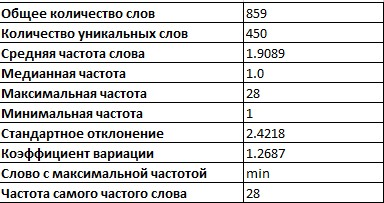 Общее количество слов 859
Количество уникальных слов 450
Средняя частота слова 1.9089
Медианная частота 1.0
Максимальная частота 28
Минимальная частота 1
Стандартное отклонение 2.4218
Коэффициент вариации 1.2687
Слово с максимальной частотой min
Частота самого частого слова 28